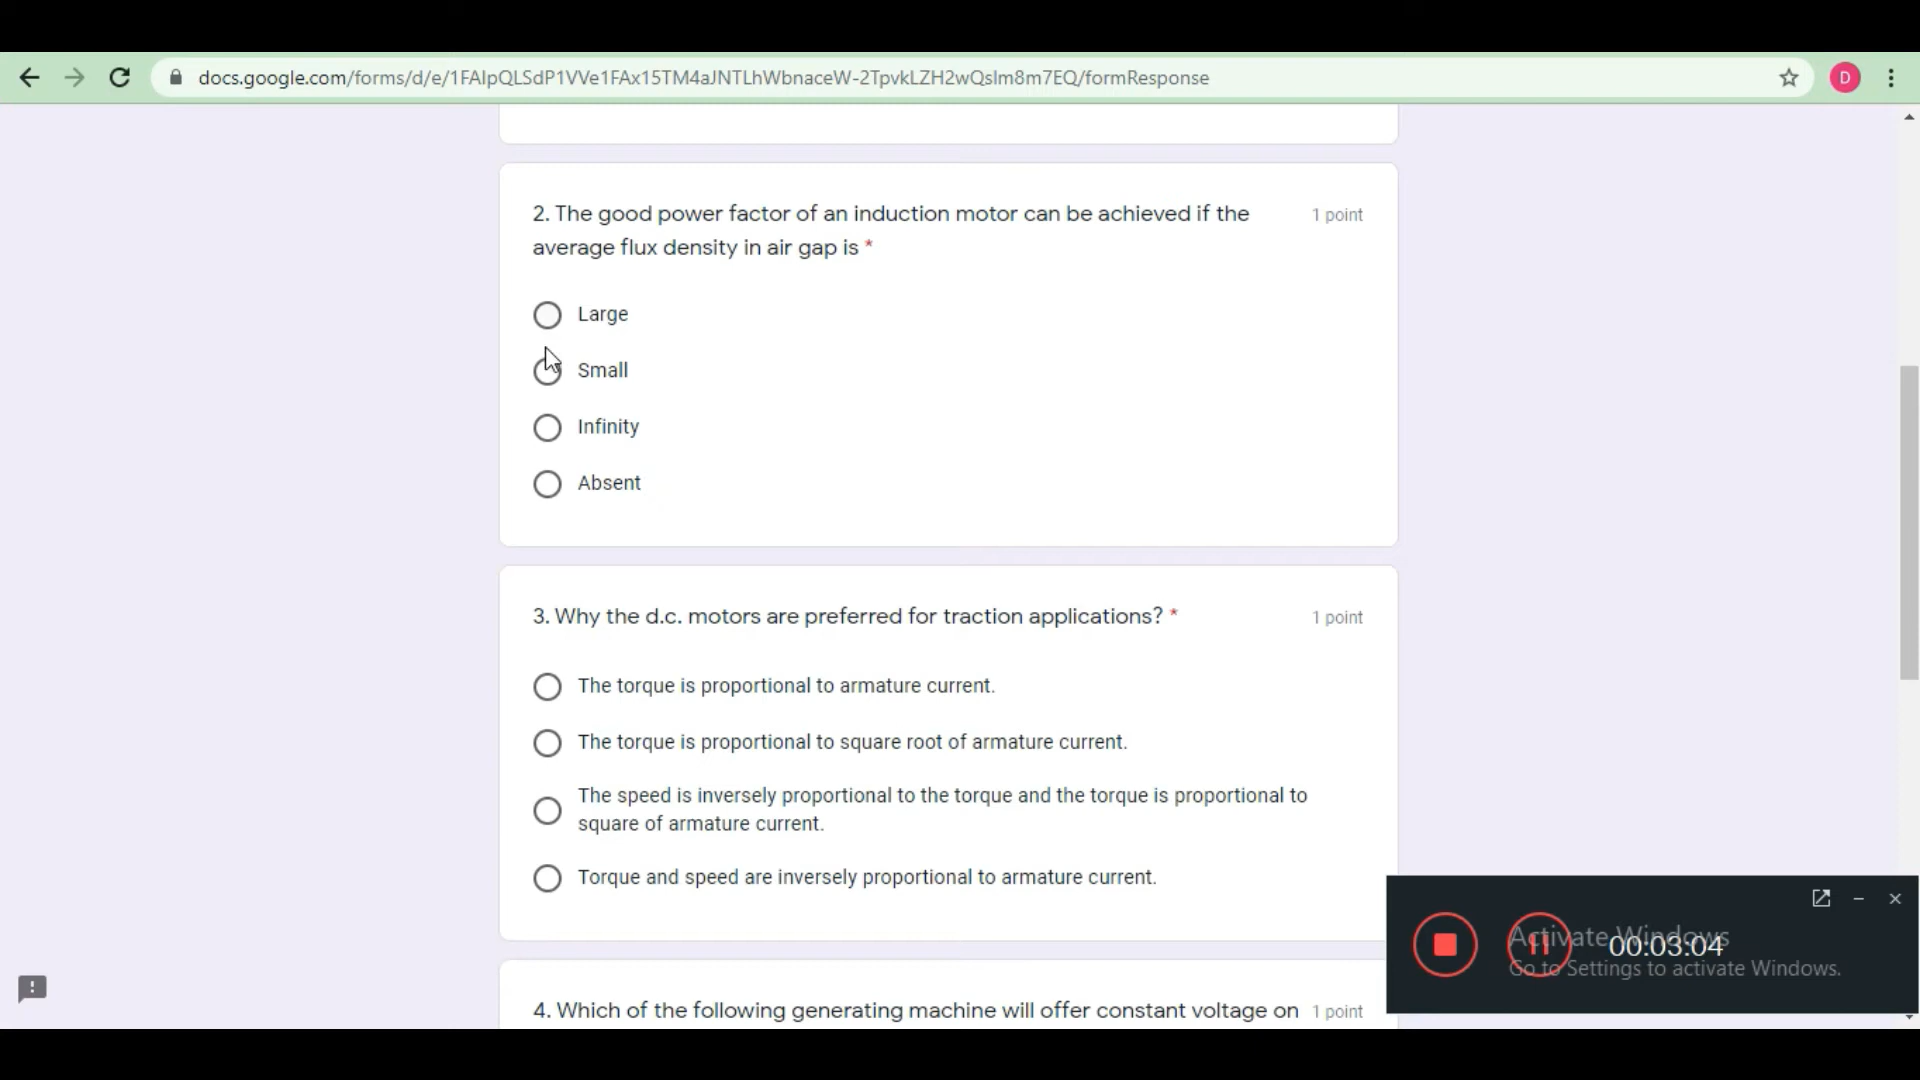 docs.google.com/forms/d/e/1FAIpQLSdP1VVe1FAx15TM4aJNTLhWbnaceW-2TpvkLZH2wQslm8m7EQ/formResponse
D
2. The good power factor of an induction motor can be achieved if the 1 point
average flux density in air gap is *
Large
Small
Infinity
Absent
3. Why the d.c. motors are preferred for traction applications? * 1 point
The torque is proportional to armature current.
The torque is proportional to square root of armature current.
The speed is inversely proportional to the torque and the torque is proportional to
square of armature current.
Torque and speed are inversely proportional to armature current.
4. Which of the following generating machine will offer constant voltage on 1 point
Activate Windows
00:03:04
Go to Settings to activate Windows.